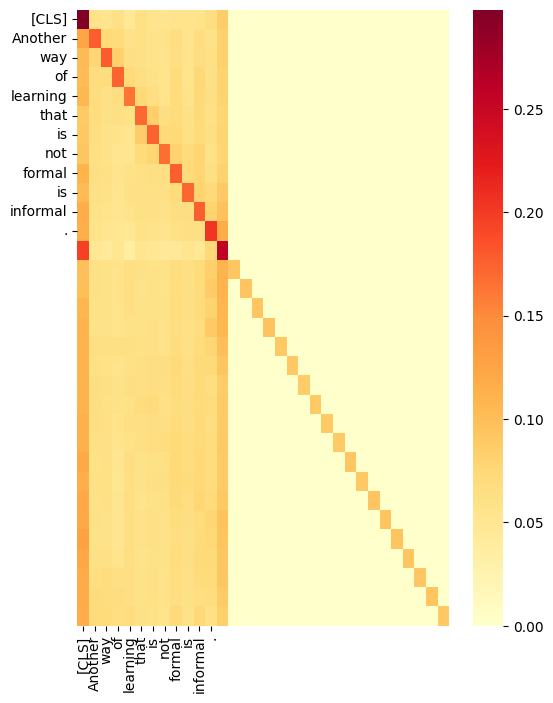 [CLS]
Another
way
of
learning
that
is
not
formal
is
informal
.
[CLS]
Another
way
of
learning
that
is
not
formal
is
informal
.
0.25
0.20
0.15
0.10
0.05
0.00